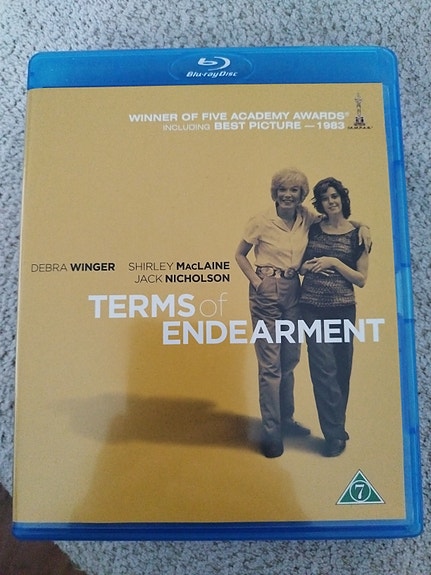 Blu-ray Disc
WINNER OF FIVE ACADEMY AWARDS®
INCLUDING BEST PICTURE — 1983
DEBRA WINGER SHIRLEY MacLAINE
JACK NICHOLSON
TERMS of
ENDEARMENT
7